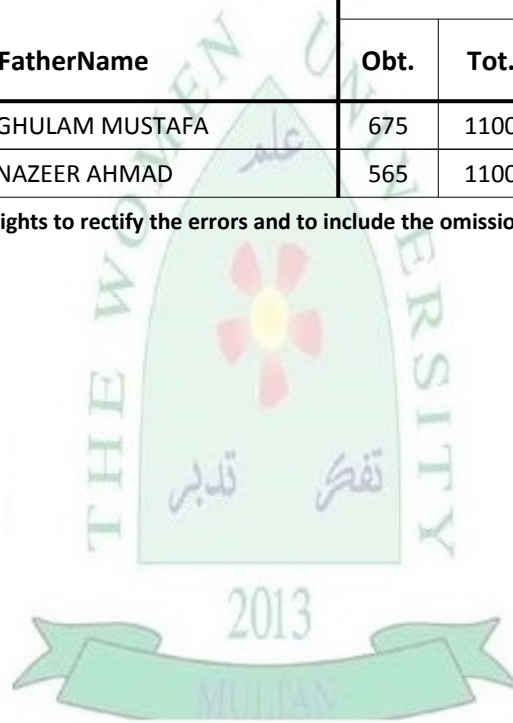 FatherName Obt. Tot.
GHULAM MUSTAFA 675 1100
NAZEER AHMAD 565 1100
ights to rectify the errors and to include the omissio
THE WOMEN UNIVERSITY
علم
تدبر تفکر
2013
MULTAN